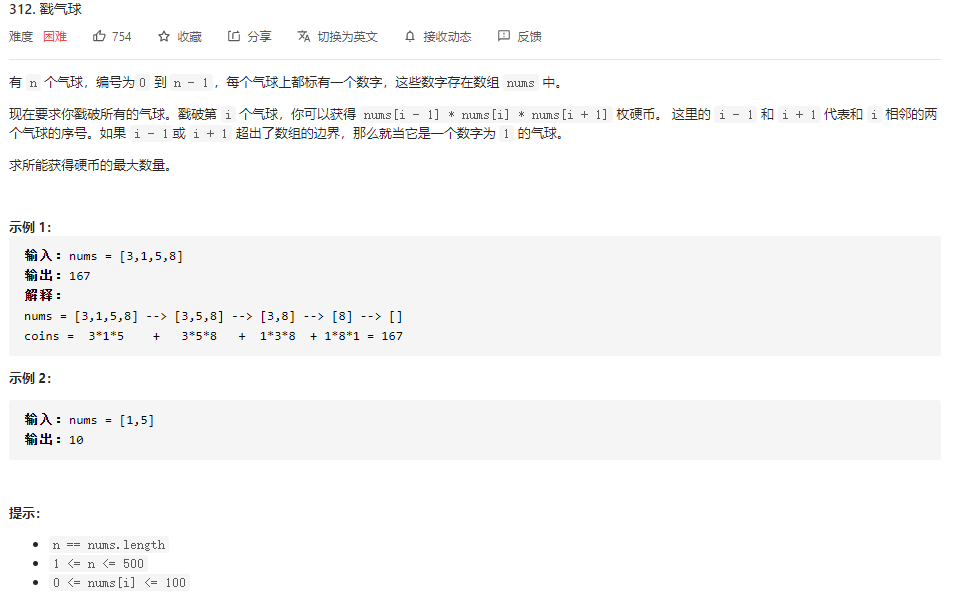 312. 戳气球
难度 困难 754 收藏 分享 切换为英文 接收动态 反馈
有 n 个气球，编号为0 到 n - 1，每个气球上都标有一个数字，这些数字存在数组 nums 中。
现在要求你戳破所有的气球。戳破第 i 个气球，你可以获得 nums[i - 1] * nums[i] * nums[i + 1] 枚硬币。 这里的 i - 1 和 i + 1 代表和 i 相邻的两
个气球的序号。如果 i - 1或 i + 1 超出了数组的边界，那么就当它是一个数字为 1 的气球。
求所能获得硬币的最大数量。
示例 1：
输入：nums = [3,1,5,8]
输出：167
解释：
nums = [3,1,5,8] --> [3,5,8] --> [3,8] --> [8] --> []
coins = 3*1*5 + 3*5*8 + 1*3*8 + 1*8*1 = 167
示例 2：
输入：nums = [1,5]
输出：10
提示：
• n == nums.length
• 1 <= n <= 500
• 0 <= nums[i] <= 100